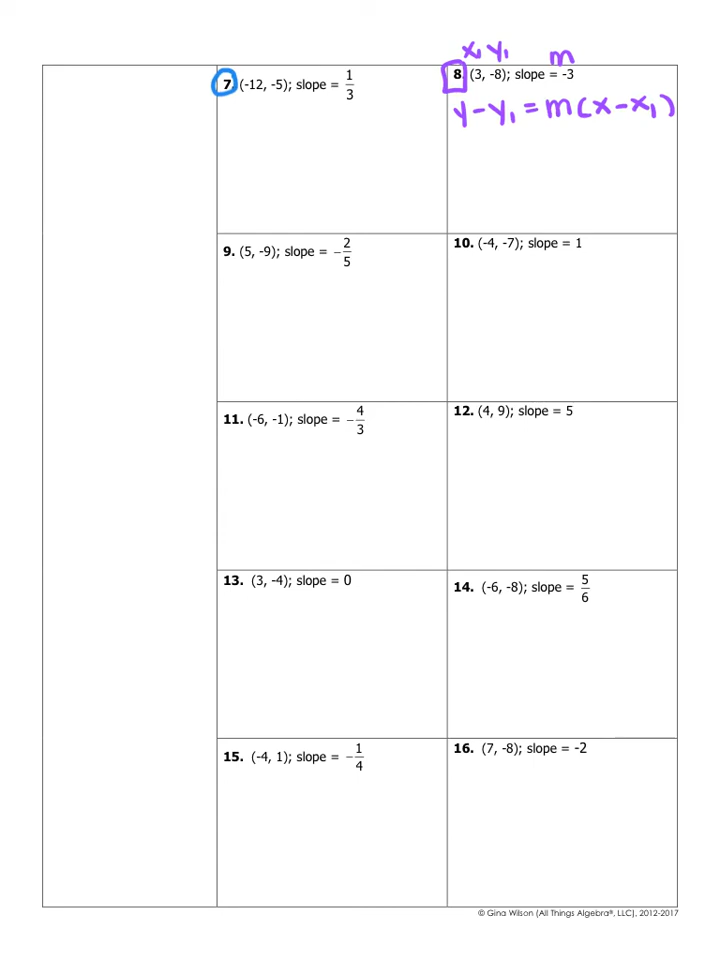 x₁ y₁ m
7. (-12, -5); slope = 1/3
8. (3, -8); slope = -3
y - y₁ = m(x - x₁)
9. (5, -9); slope = -2/5
10. (-4, -7); slope = 1
11. (-6, -1); slope = -4/3
12. (4, 9); slope = 5
13. (3, -4); slope = 0
14. (-6, -8); slope = 5/6
15. (-4, 1); slope = -1/4
16. (7, -8); slope = -2
© Gina Wilson (All Things Algebra®, LLC), 2012-2017